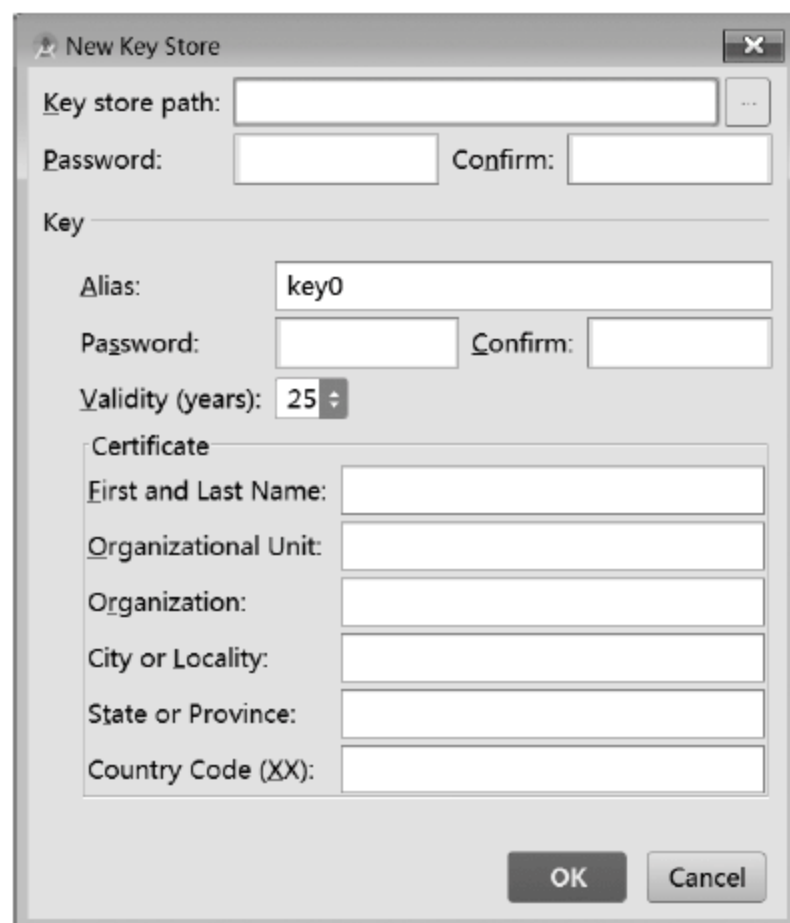 New Key Store
Key store path: ...
Password: Confirm:
Key
Alias: key0
Password: Confirm:
Validity (years): 25
Certificate
First and Last Name:
Organizational Unit:
Organization:
City or Locality:
State or Province:
Country Code (XX):
OK Cancel